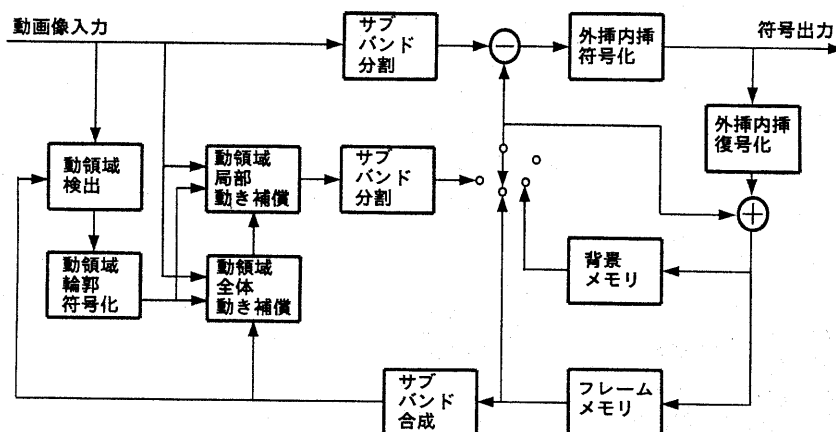 動画像入力
サブ
バンド
分割
外挿内挿
符号化
符号出力
外挿内挿
復号化
動領域
検出
動領域
局部
動き補償
サブ
バンド
分割
動領域
輪郭
符号化
動領域
全体
動き補償
背景
メモリ
サブ
バンド
合成
フレーム
メモリ